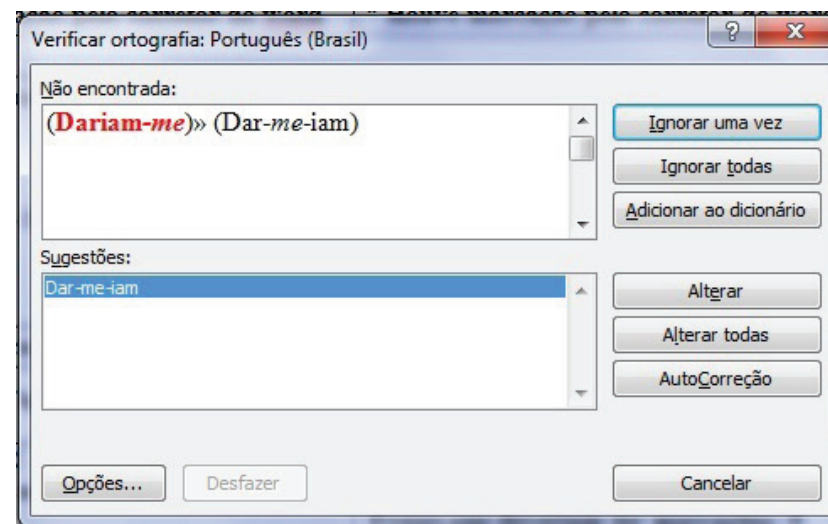 Verificar ortografia: Português (Brasil)
Não encontrada:
(Dariam-me)» (Dar-me-iam)
Ignorar uma vez
Ignorar todas
Adicionar ao dicionário
Sugestões:
Dar-me-iam
Alterar
Alterar todas
AutoCorreção
Opções...
Desfazer
Cancelar